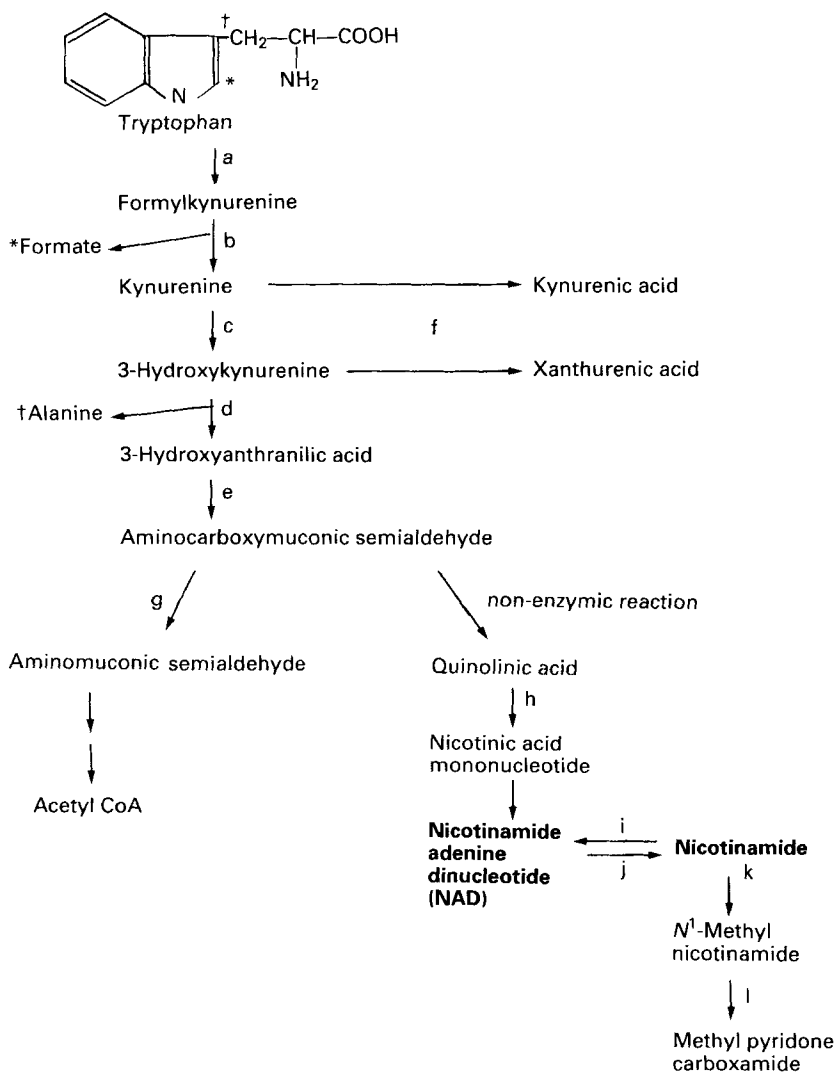 †
CH₂—CH—COOH
NH₂
N
*
Tryptophan
a
Formylkynurenine
*Formate
b
Kynurenine
Kynurenic acid
c
f
3-Hydroxykynurenine
Xanthurenic acid
†Alanine
d
3-Hydroxyanthranilic acid
e
Aminocarboxymuconic semialdehyde
g
non-enzymic reaction
Aminomuconic semialdehyde
Quinolinic acid
h
Nicotinic acid
mononucleotide
Acetyl CoA
Nicotinamide
adenine
dinucleotide
(NAD)
i
j
Nicotinamide
k
N¹-Methyl
nicotinamide
l
Methyl pyridone
carboxamide